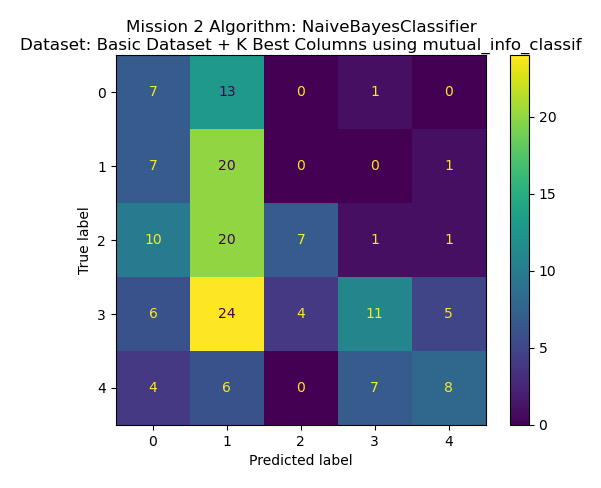 Mission 2 Algorithm: NaiveBayesClassifier
Dataset: Basic Dataset + K Best Columns using mutual_info_classif
0 7 13 0 1 0
1 7 20 0 0 1
2 10 20 7 1 1
3 6 24 4 11 5
4 4 6 0 7 8
0 1 2 3 4
True label
Predicted label
20
15
10
5
0